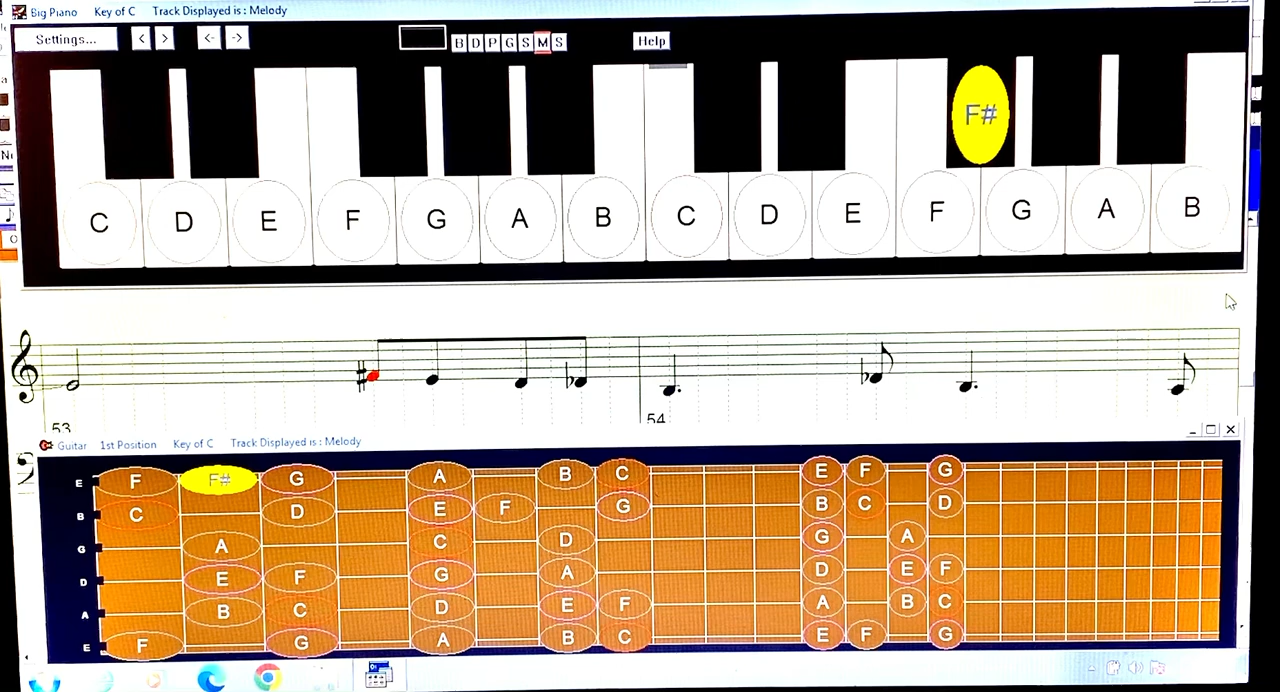 Big Piano Key of C Track Displayed is : Melody
Settings... < > <- -> B D P G S M S Help
F#
C D E F G A B C D E F G A B
53 54
Guitar 1st Position Key of C Track Displayed is : Melody
E F F# G A B C E F G
B C D E F G B C D
G A C D G A
D E F G A D E F
A B C D E F A B C
E F G A B C E F G